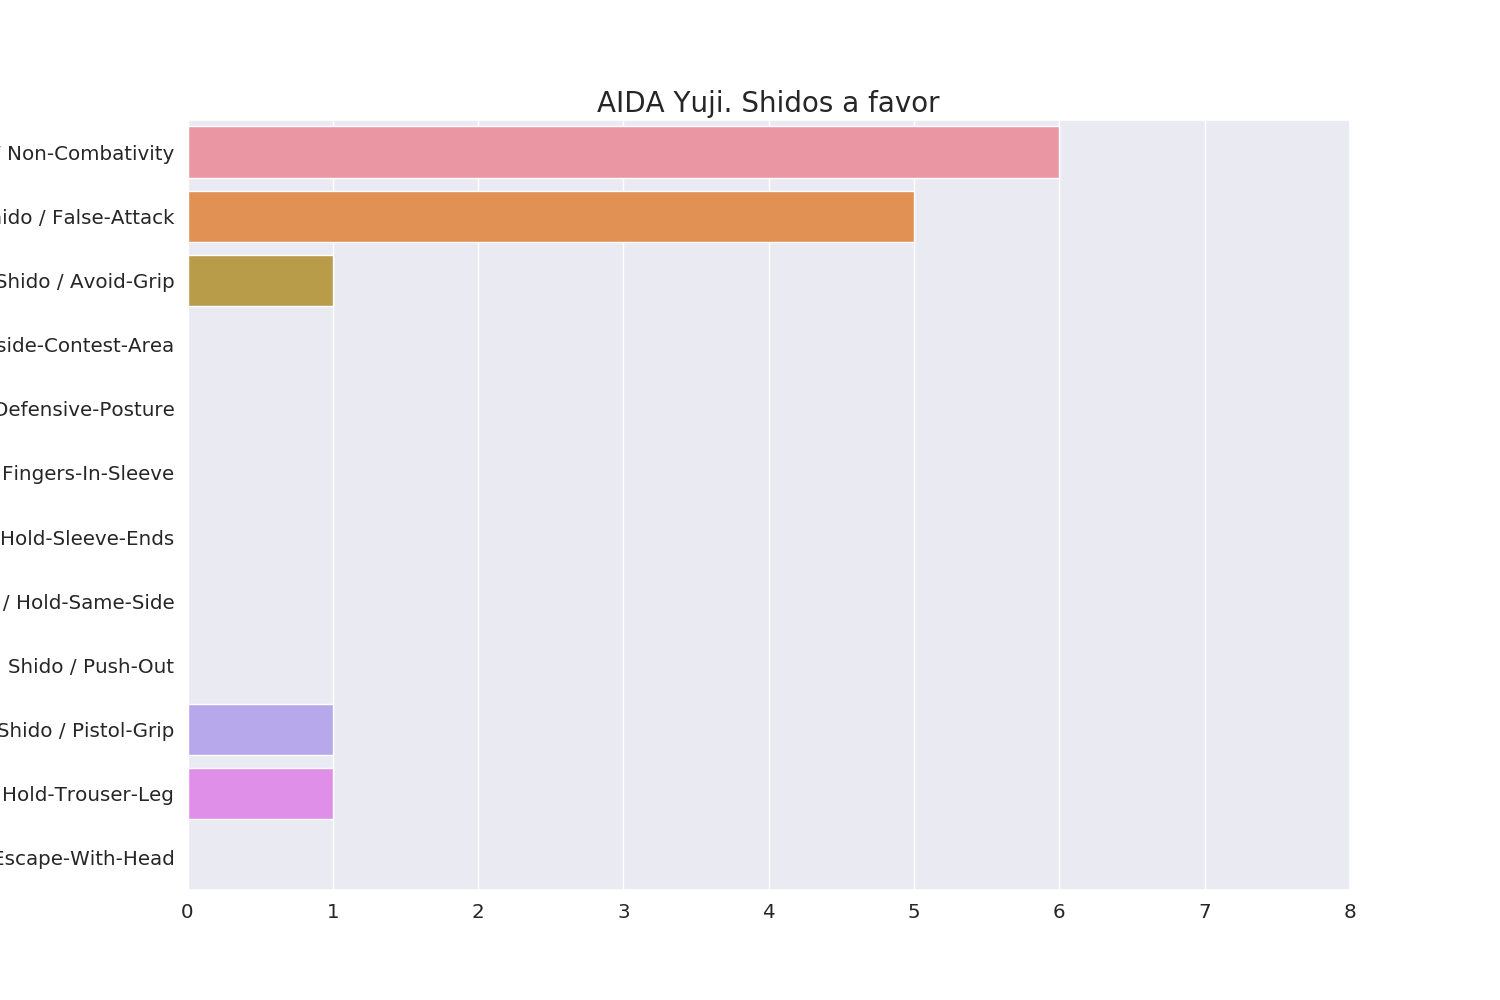 AIDA Yuji. Shidos a favor
/ Non-Combativity
ido / False-Attack
Shido / Avoid-Grip
side-Contest-Area
Defensive-Posture
Fingers-In-Sleeve
Hold-Sleeve-Ends
/ Hold-Same-Side
Shido / Push-Out
Shido / Pistol-Grip
Hold-Trouser-Leg
Escape-With-Head
0 1 2 3 4 5 6 7 8